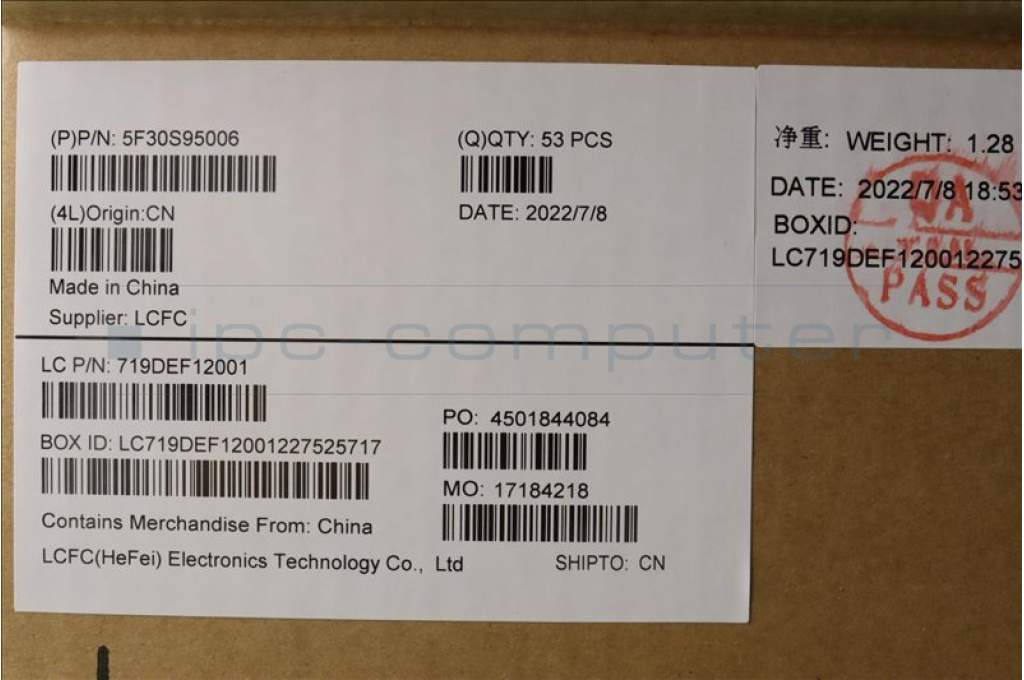 (P)P/N: 5F30S95006
(Q)QTY: 53 PCS
(4L)Origin:CN
DATE: 2022/7/8
Made in China
Supplier: LCFC
LC P/N: 719DEF12001
PO: 4501844084
BOX ID: LC719DEF12001227525717
MO: 17184218
Contains Merchandise From: China
LCFC(HeFei) Electronics Technology Co., Ltd
SHIPTO: CN
净重: WEIGHT: 1.28
DATE: 2022/7/8 18:53
BOXID:
LC719DEF120012275
PASS
ipc-computer